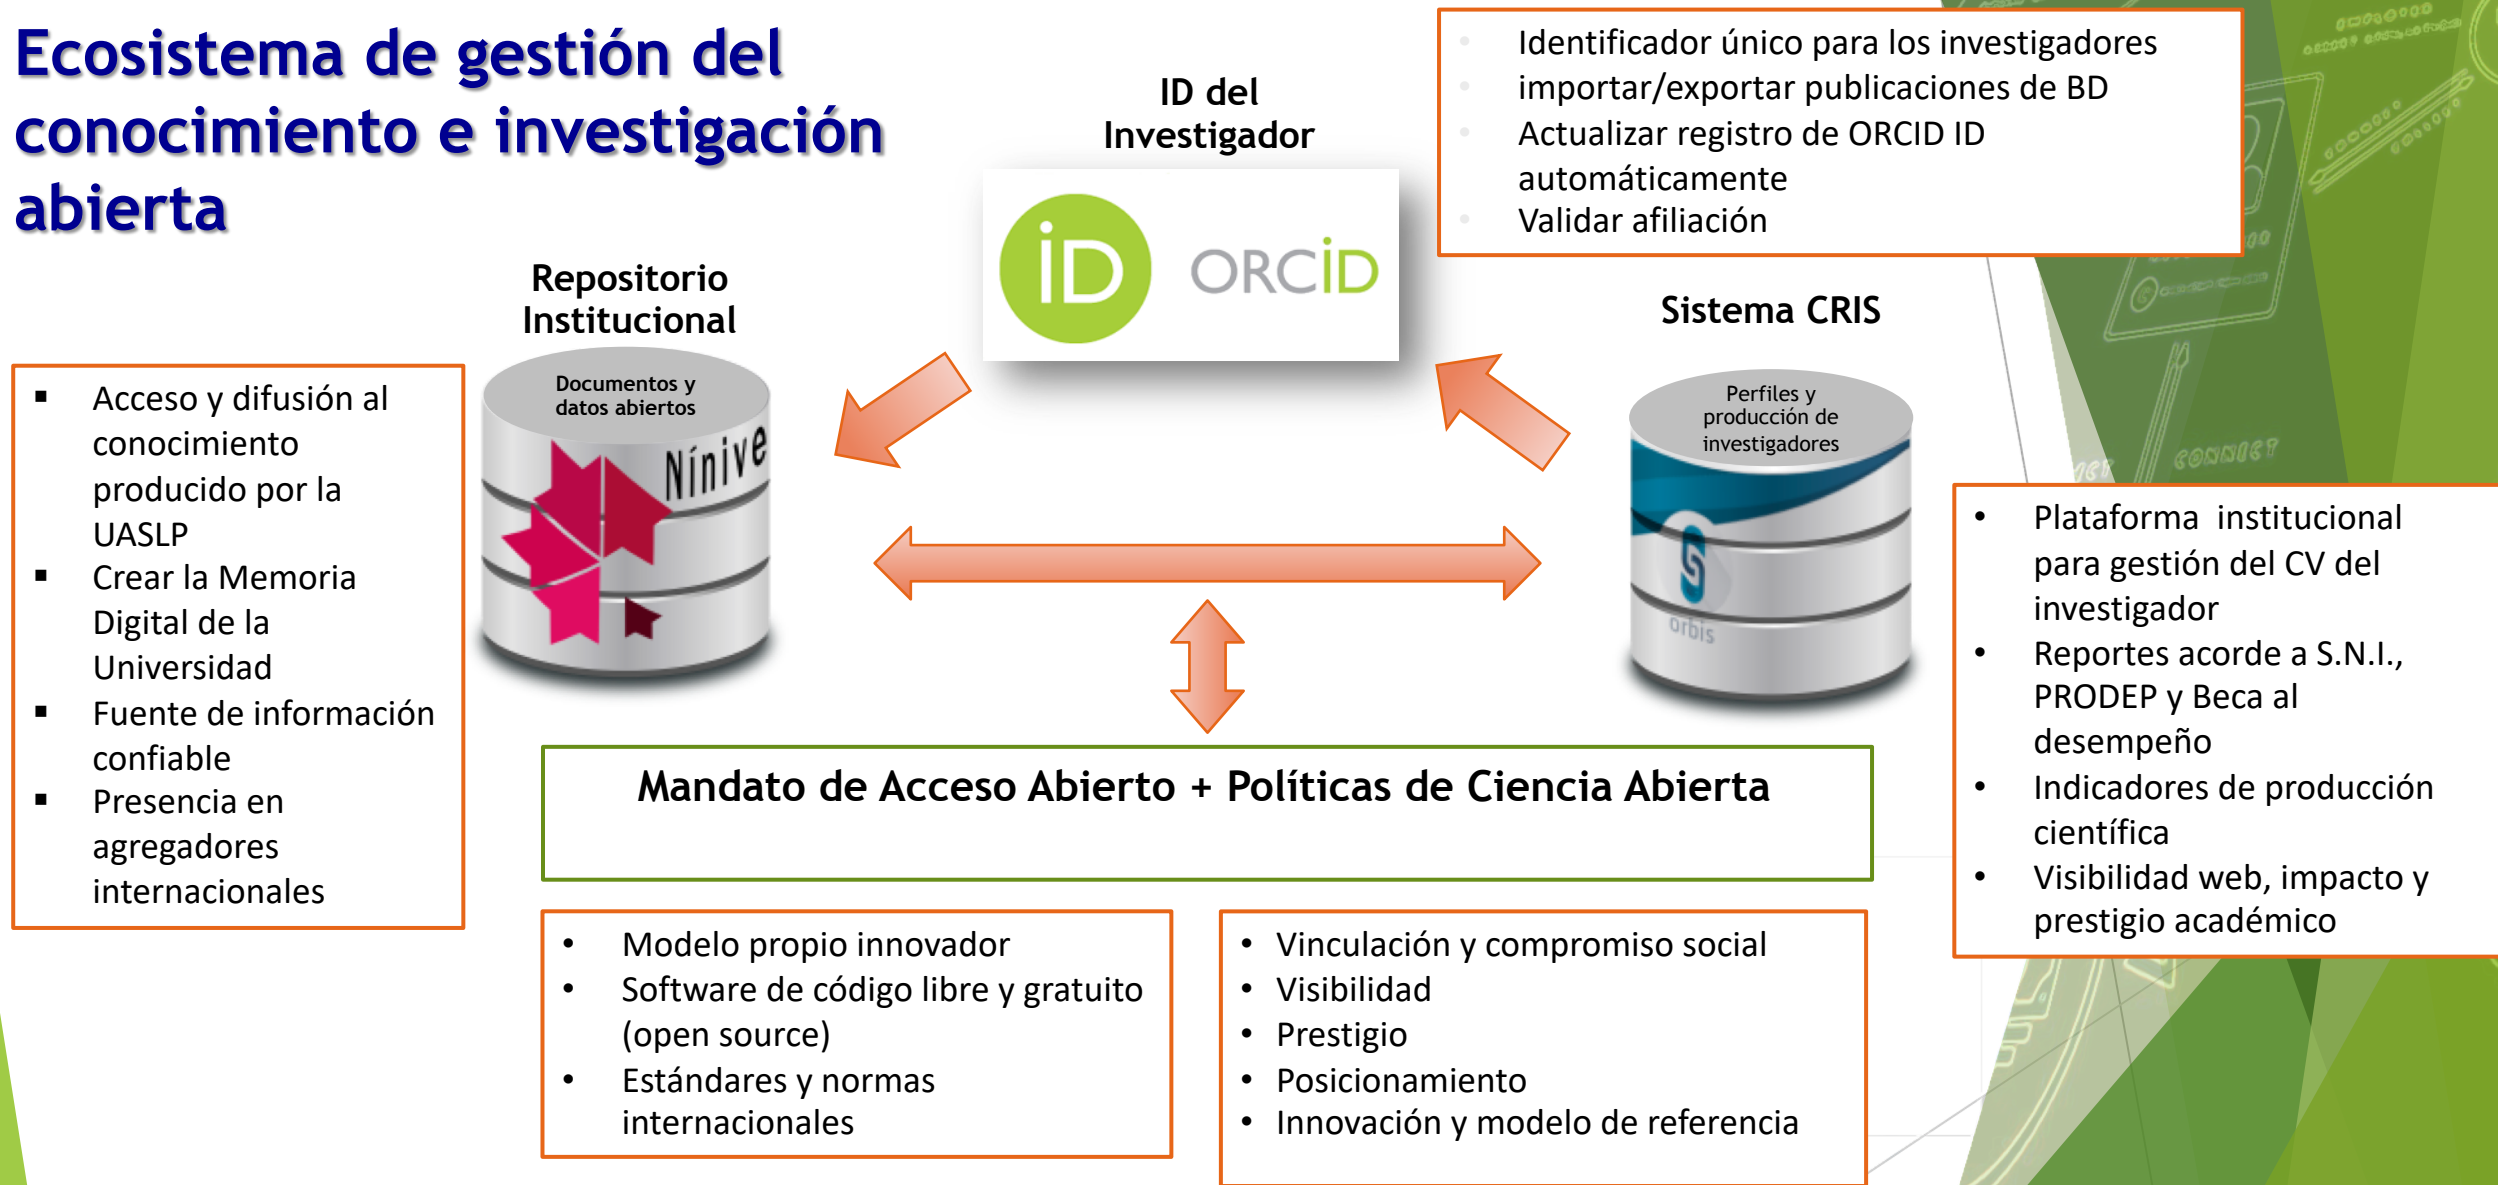 Ecosistema de gestión del
conocimiento e investigación
abierta
ID del
Investigador
iD ORCiD
Identificador único para los investigadores
importar/exportar publicaciones de BD
Actualizar registro de ORCID ID
automáticamente
Validar afiliación
Repositorio
Institucional
Documentos y
datos abiertos
Nínive
Sistema CRIS
Perfiles y
producción de
investigadores
orbis
CONNECT
▪ Acceso y difusión al
conocimiento
producido por la
UASLP
▪ Crear la Memoria
Digital de la
Universidad
▪ Fuente de información
confiable
▪ Presencia en
agregadores
internacionales
• Plataforma institucional
para gestión del CV del
investigador
• Reportes acorde a S.N.I.,
PRODEP y Beca al
desempeño
• Indicadores de producción
científica
• Visibilidad web, impacto y
prestigio académico
Mandato de Acceso Abierto + Políticas de Ciencia Abierta
• Modelo propio innovador
• Software de código libre y gratuito
(open source)
• Estándares y normas
internacionales
• Vinculación y compromiso social
• Visibilidad
• Prestigio
• Posicionamiento
• Innovación y modelo de referencia